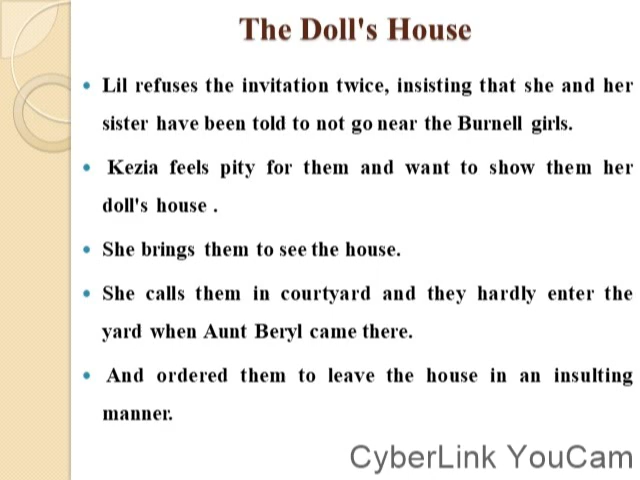 The Doll's House
• Lil refuses the invitation twice, insisting that she and her
sister have been told to not go near the Burnell girls.
• Kezia feels pity for them and want to show them her
doll's house .
• She brings them to see the house.
• She calls them in courtyard and they hardly enter the
yard when Aunt Beryl came there.
• And ordered them to leave the house in an insulting
manner.
CyberLink YouCam